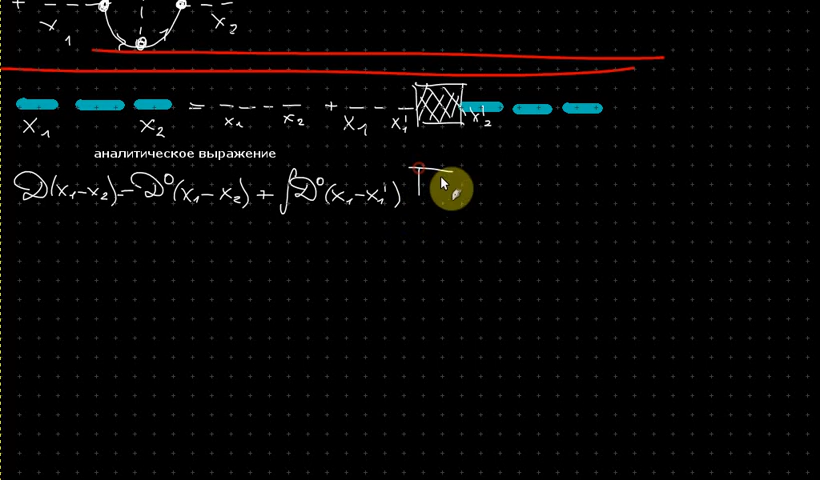 x₁ x₂
x₁ x₂ = x₁ x₂ + x₁ x₁' x₂'
аналитическое выражение
D(x₁-x₂)=D⁰(x₁-x₂)+∫D⁰(x₁-x₁')